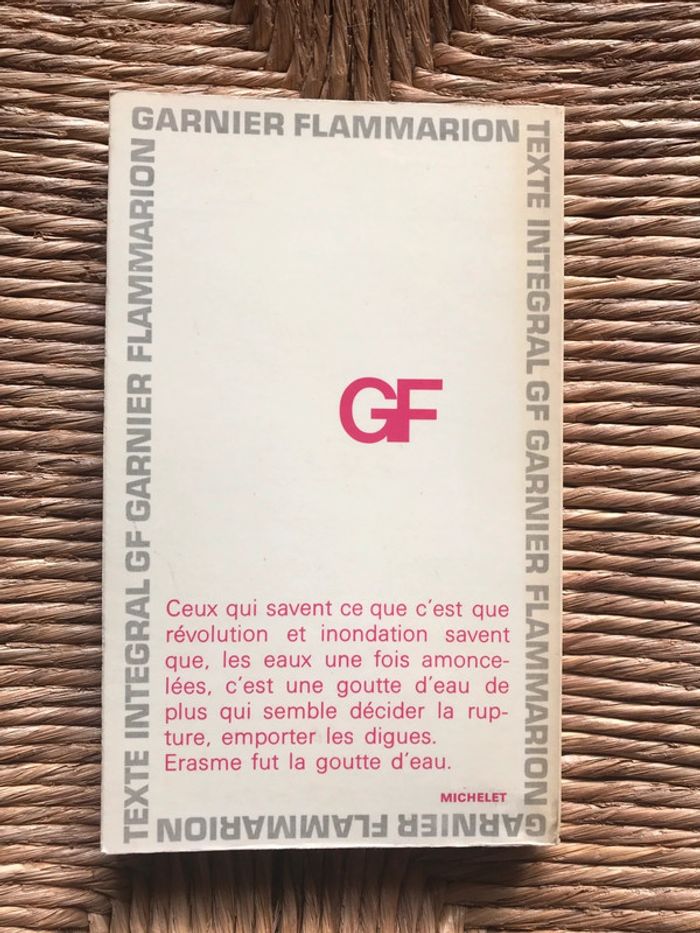 GARNIER FLAMMARION
TEXTE INTEGRAL GF GARNIER FLAMMARION
GF
Ceux qui savent ce que c'est que
révolution et inondation savent
que, les eaux une fois amonce-
lées, c'est une goutte d'eau de
plus qui semble décider la rup-
ture, emporter les digues.
Erasme fut la goutte d'eau.
MICHELET
GARNIER FLAMMARION
TEXTE INTEGRAL GF GARNIER FLAMMARION